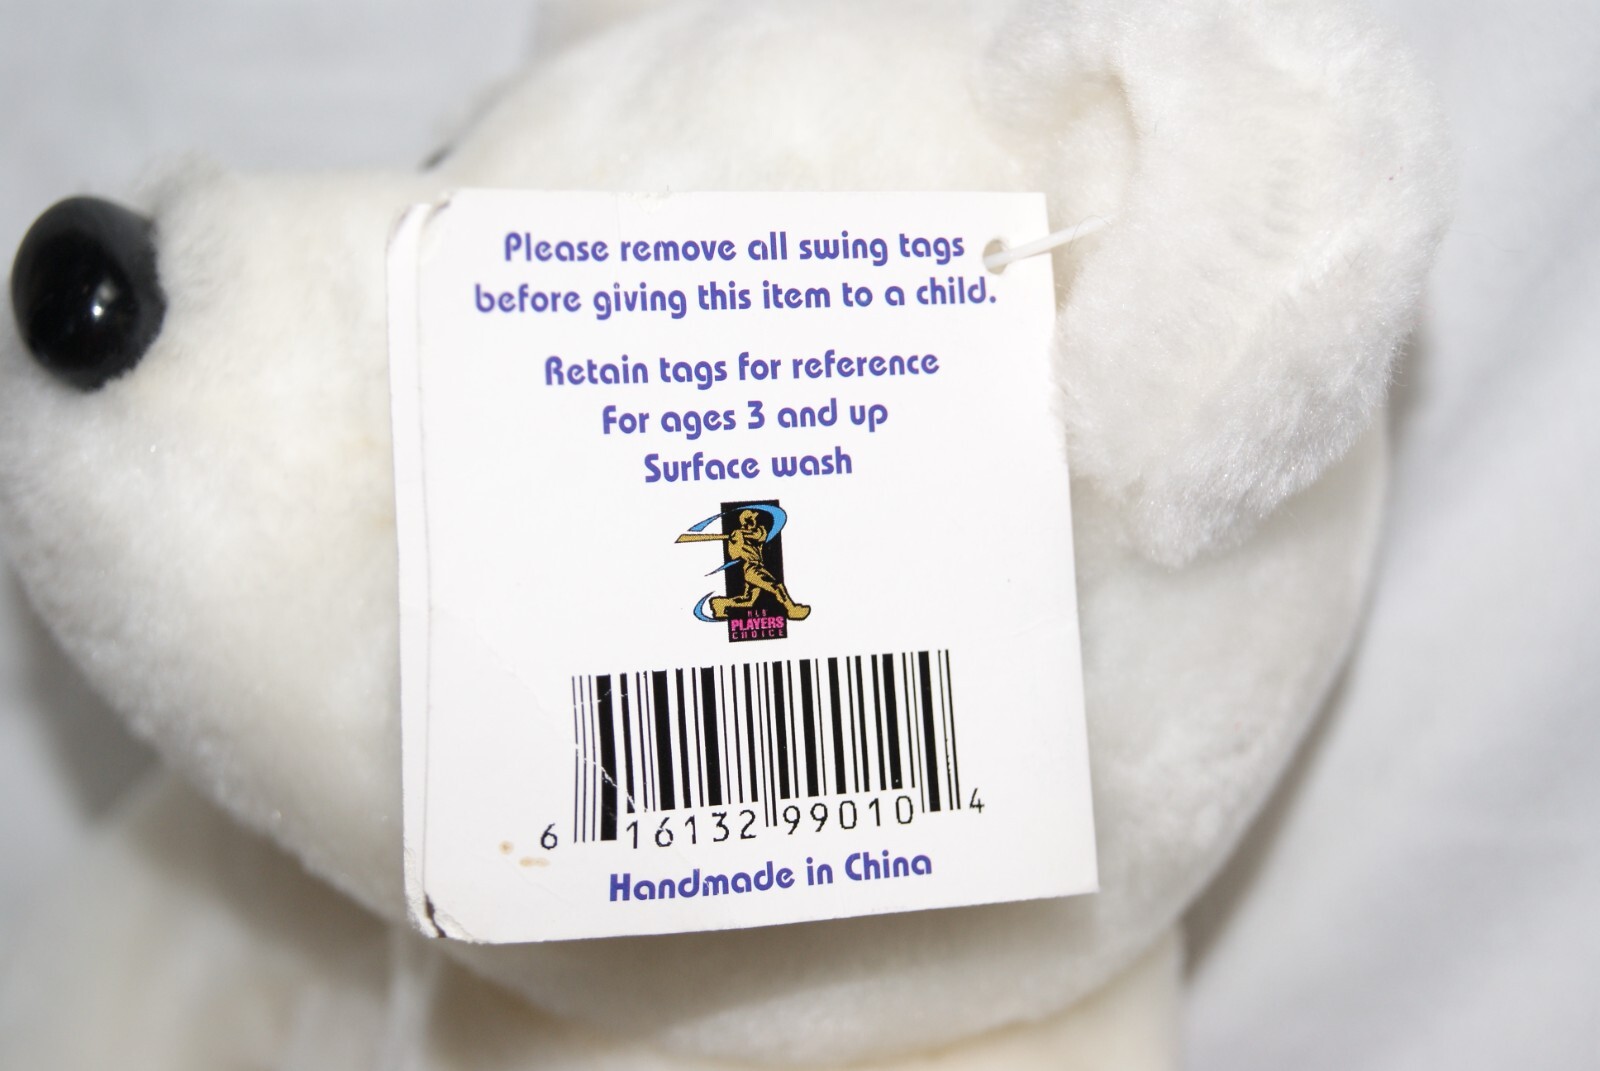 Please remove all swing tags
before giving this item to a child.
Retain tags for reference
For ages 3 and up
Surface wash
MLB
PLAYERS
CHOICE
6 16132 99010 4
Handmade in China